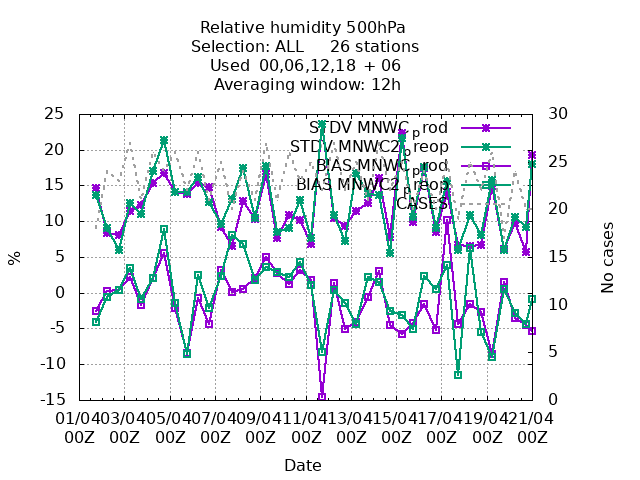 Relative humidity 500hPa
Selection: ALL 26 stations
Used 00,06,12,18 + 06
Averaging window: 12h
25 20 15 10 5 0 -5 -10 -15
30 25 20 15 10 5 0
%
No cases
STDV MNWC_prod
STDV MNWC2_preop
BIAS MNWC_prod
BIAS MNWC2_preop
CASES
01/04 03/04 05/04 07/04 09/04 11/04 13/04 15/04 17/04 19/04 21/04
00Z 00Z 00Z 00Z 00Z 00Z 00Z 00Z 00Z 00Z 00Z
Date